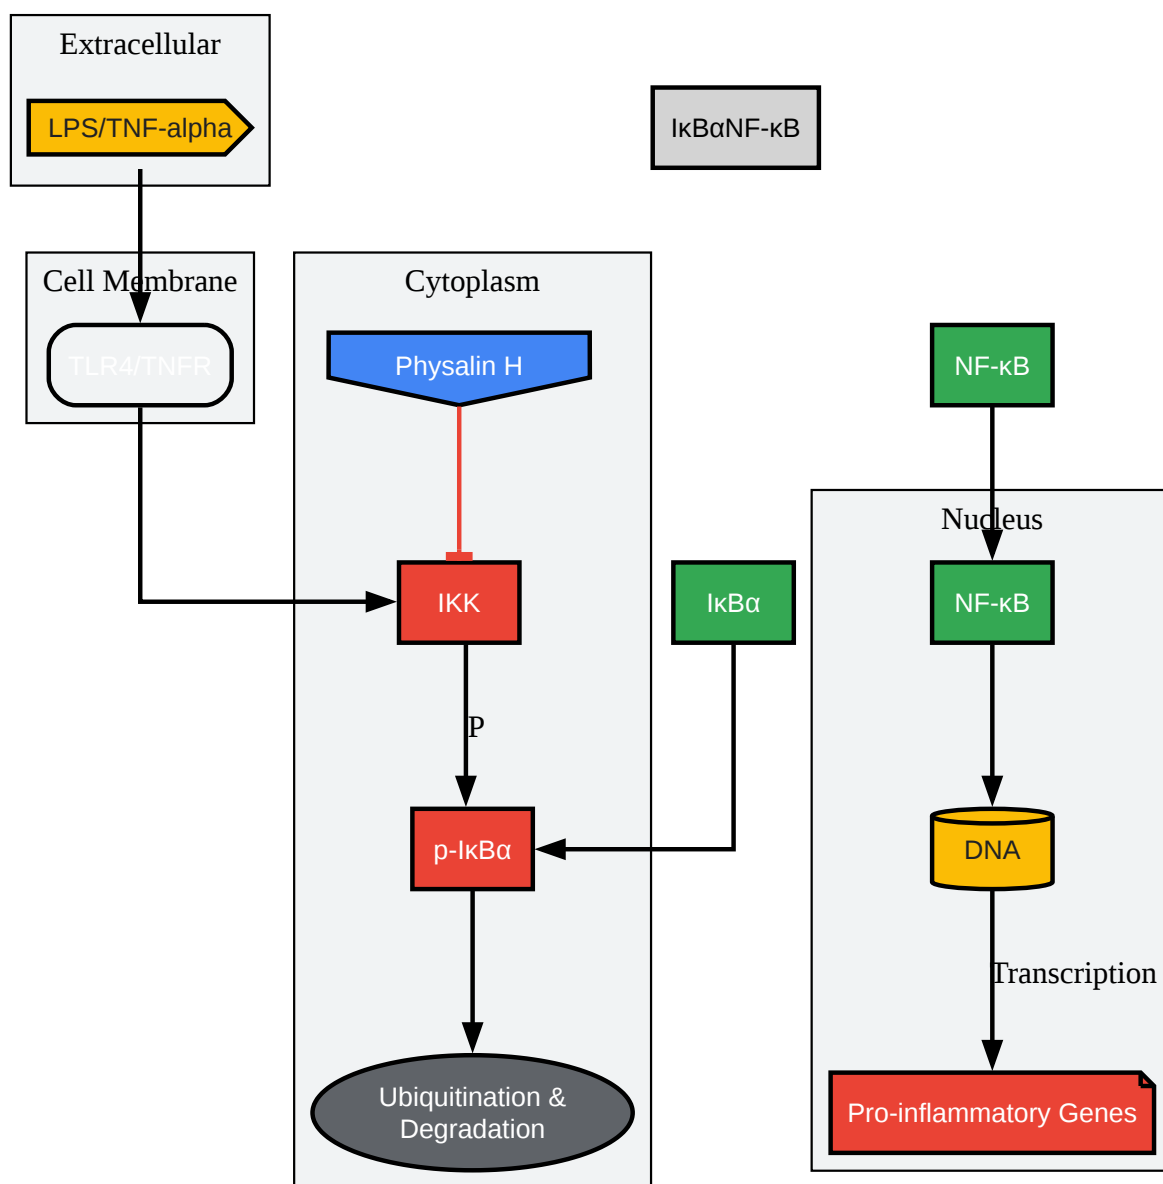 Extracellular
LPS/TNF-alpha
IκBαNF-κB
Cell Membrane
TLR4/TNFR
Cytoplasm
Physalin H
NF-κB
Nucleus
IKK
IκBα
NF-κB
P
p-IκBα
DNA
Transcription
Ubiquitination &
Degradation
Pro-inflammatory Genes